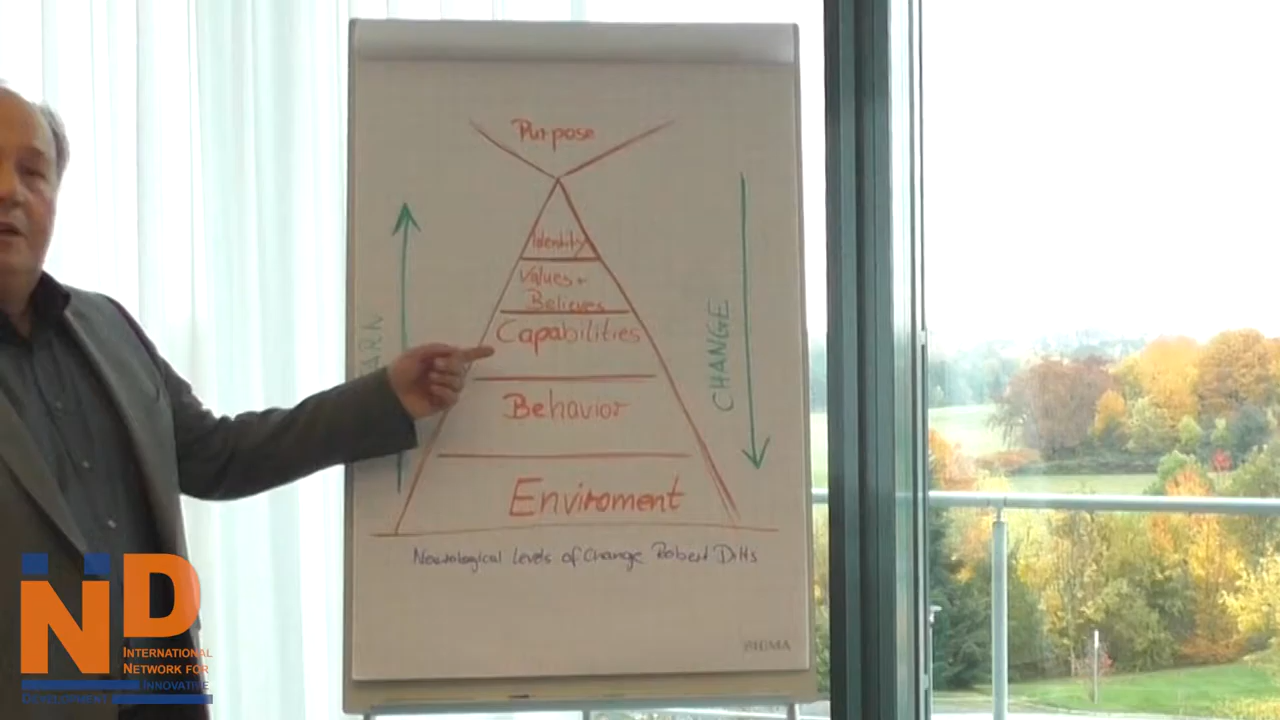 Purpose
Identity
Values +
Believes
Capabilities
Behavior
Enviroment
CHANGE
Neurological Levels of Change Robert Dilts
ND
INTERNATIONAL
NETWORK FOR
INNOVATIVE
DEVELOPMENT